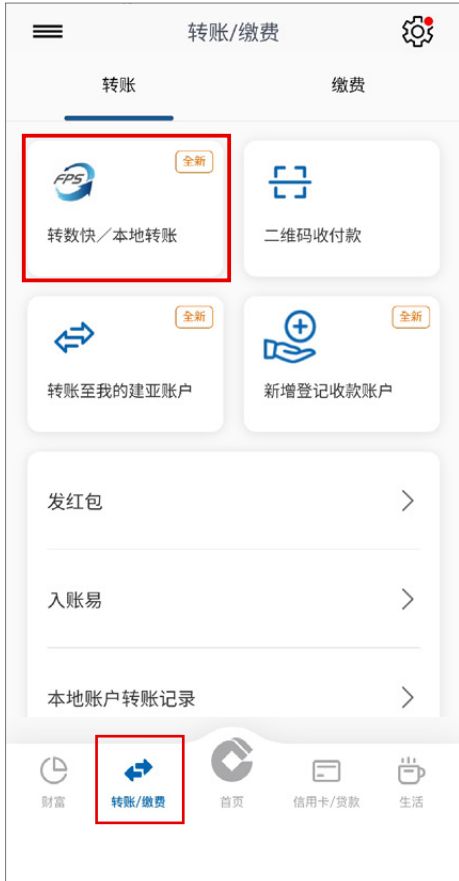 转账/缴费
转账
缴费
FPS
全新
转数快／本地转账
二维码收付款
全新
转账至我的建亚账户
全新
新增登记收款账户
发红包
入账易
本地账户转账记录
财富
转账/缴费
首页
信用卡/贷款
生活